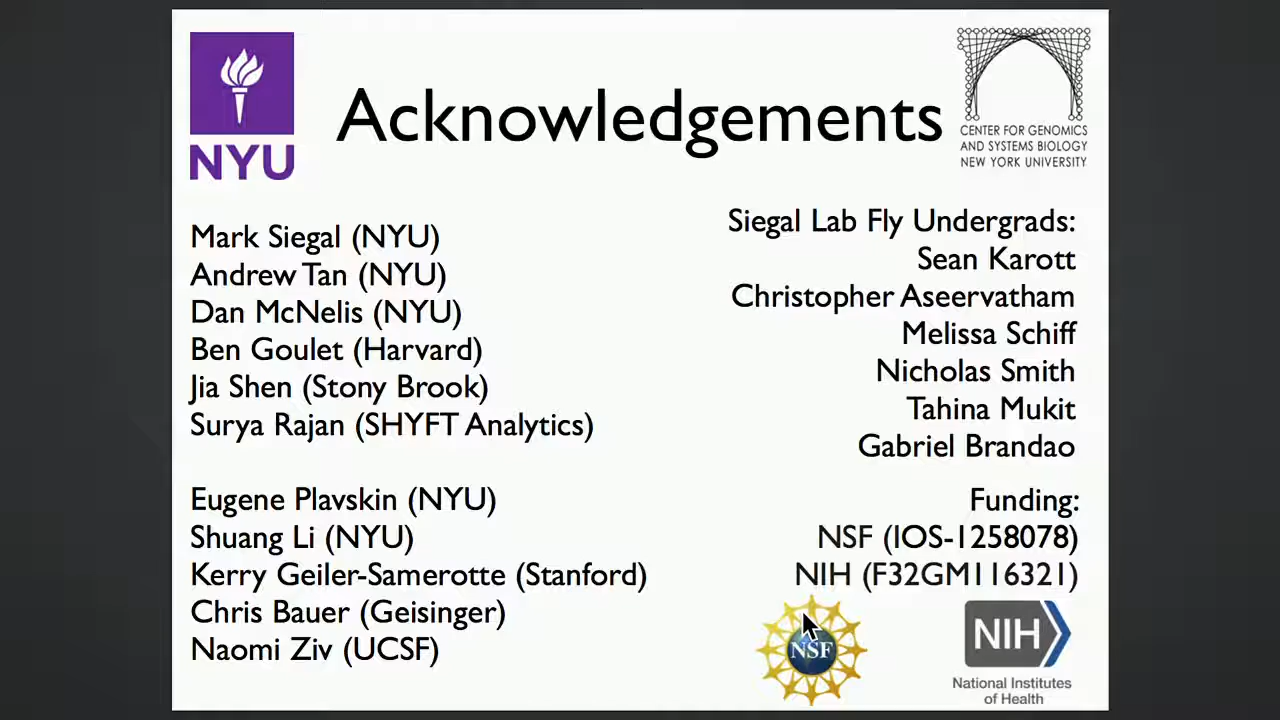 NYU
Acknowledgements
CENTER FOR GENOMICS
AND SYSTEMS BIOLOGY
NEW YORK UNIVERSITY
Mark Siegal (NYU)
Andrew Tan (NYU)
Dan McNelis (NYU)
Ben Goulet (Harvard)
Jia Shen (Stony Brook)
Surya Rajan (SHYFT Analytics)
Eugene Plavskin (NYU)
Shuang Li (NYU)
Kerry Geiler-Samerotte (Stanford)
Chris Bauer (Geisinger)
Naomi Ziv (UCSF)
Siegal Lab Fly Undergrads:
Sean Karott
Christopher Aseervatham
Melissa Schiff
Nicholas Smith
Tahina Mukit
Gabriel Brandao
Funding:
NSF (IOS-1258078)
NIH (F32GM116321)
NSF
NIH
National Institutes
of Health